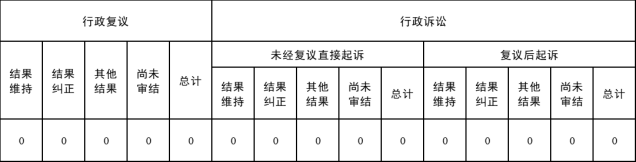 行政复议 行政诉讼
未经复议直接起诉 复议后起诉
结果维持 结果纠正 其他结果 尚未审结 总计 结果维持 结果纠正 其他结果 尚未审结 总计 结果维持 结果纠正 其他结果 尚未审结 总计
0 0 0 0 0 0 0 0 0 0 0 0 0 0 0